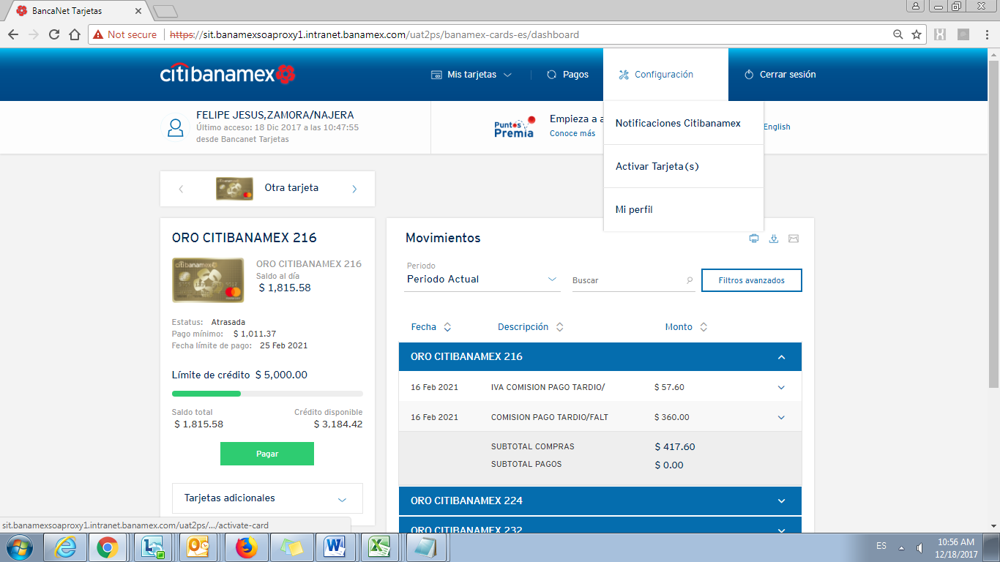 BancaNet Tarjetas
Not secure https://sit.banamexsoaproxy1.intranet.banamex.com/uat2ps/banamex-cards-es/dashboard
citibanamex
Mis tarjetas
Pagos
Configuración
Cerrar sesión
FELIPE JESUS,ZAMORA/NAJERA
Último acceso: 18 Dic 2017 a las 10:47:55
desde Bancanet Tarjetas
Puntos
Premia
Empieza a a
Conoce más
English
Notificaciones Citibanamex
Activar Tarjeta(s)
Mi perfil
Otra tarjeta
ORO CITIBANAMEX 216
citibanamex
ORO CITIBANAMEX 216
Saldo al día
$ 1,815.58
Estatus: Atrasada
Pago mínimo: $ 1,011.37
Fecha límite de pago: 25 Feb 2021
Límite de crédito $ 5,000.00
Saldo total Crédito disponible
$ 1,815.58 $ 3,184.42
Pagar
Tarjetas adicionales
Movimientos
Periodo
Periodo Actual
Buscar
Filtros avanzados
Fecha Descripción Monto
ORO CITIBANAMEX 216
16 Feb 2021 IVA COMISION PAGO TARDIO/ $ 57.60
16 Feb 2021 COMISION PAGO TARDIO/FALT $ 360.00
SUBTOTAL COMPRAS $ 417.60
SUBTOTAL PAGOS $ 0.00
ORO CITIBANAMEX 224
ORO CITIBANAMEX 232
sit.banamexsoaproxy1.intranet.banamex.com/uat2ps/.../activate-card
ES
10:56 AM
12/18/2017